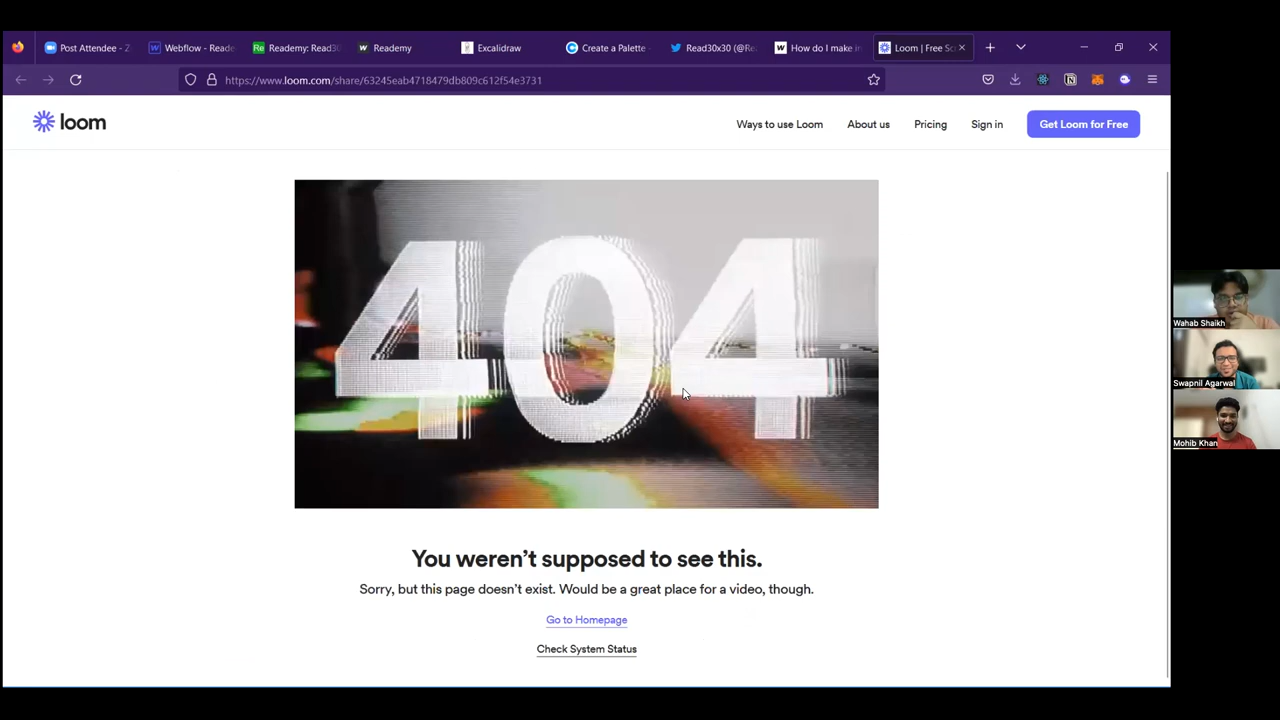 Post Attendee - Z
Webflow - Reade
Re Reademy: Read30
Reademy
Excalidraw
Create a Palette -
Read30x30 (@Re
How do I make i
Loom | Free Sc
https://www.loom.com/share/63245eab4718479db809c612f54e3731
loom
Ways to use Loom
About us
Pricing
Sign in
Get Loom for Free
404
You weren't supposed to see this.
Sorry, but this page doesn't exist. Would be a great place for a video, though.
Go to Homepage
Check System Status
Wahab Shaikh
Swapnil Agarwal
Mohib Khan